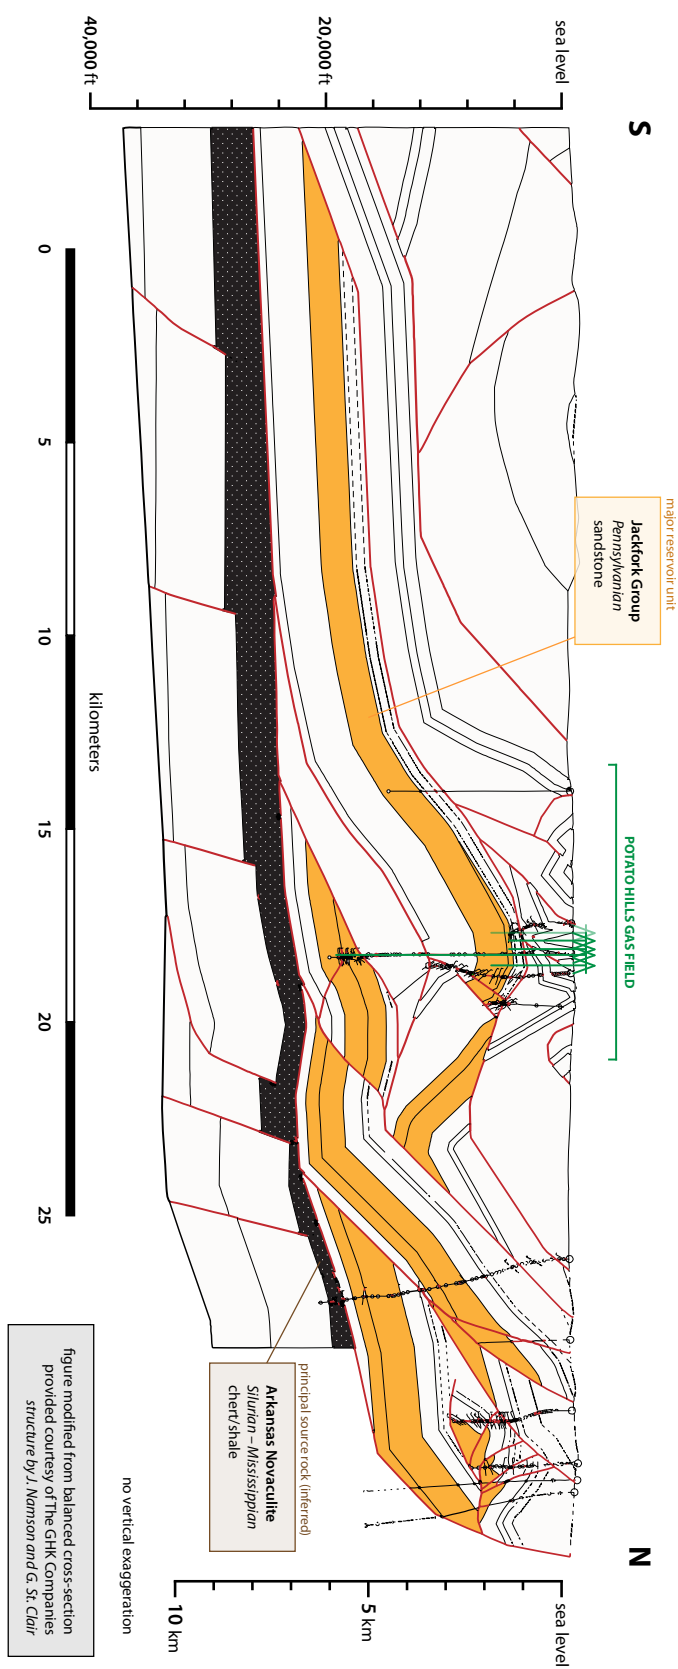 S
N
sea level
20,000 ft
40,000 ft
major reservoir unit
Jackfork Group
Pennsylvanian
sandstone
POTATO HILLS GAS FIELD
sea level
5 km
10 km
principal source rock (inferred)
Arkansas Novaculite
Silurian – Mississippian
chert/shale
0
5
10
15
20
25
kilometers
no vertical exaggeration
figure modified from balanced cross-section
provided courtesy of The GHK Companies
structure by J. Namson and G. St. Clair